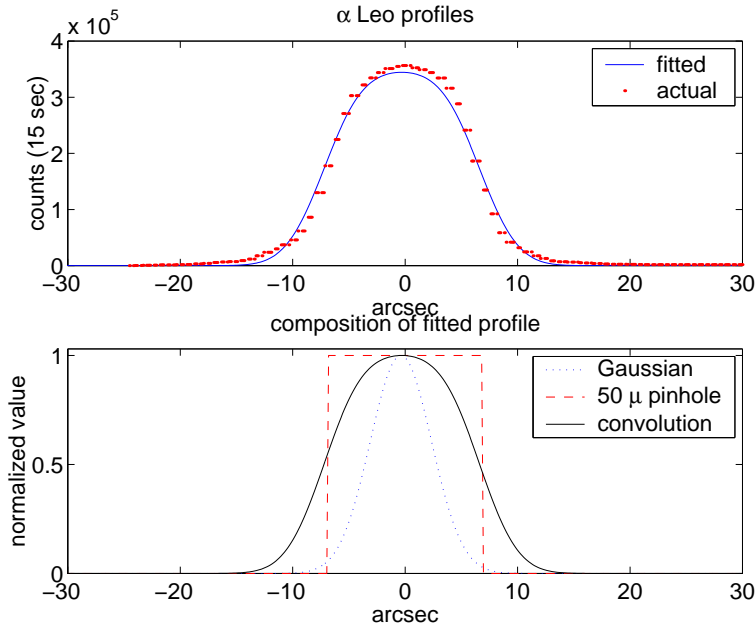 α Leo profiles
x 10^5
4
3
2
1
0
counts (15 sec)
fitted
actual
−30 −20 −10 0 10 20 30
arcsec
composition of fitted profile
1
0.5
0
normalized value
Gaussian
50 μ pinhole
convolution
−30 −20 −10 0 10 20 30
arcsec